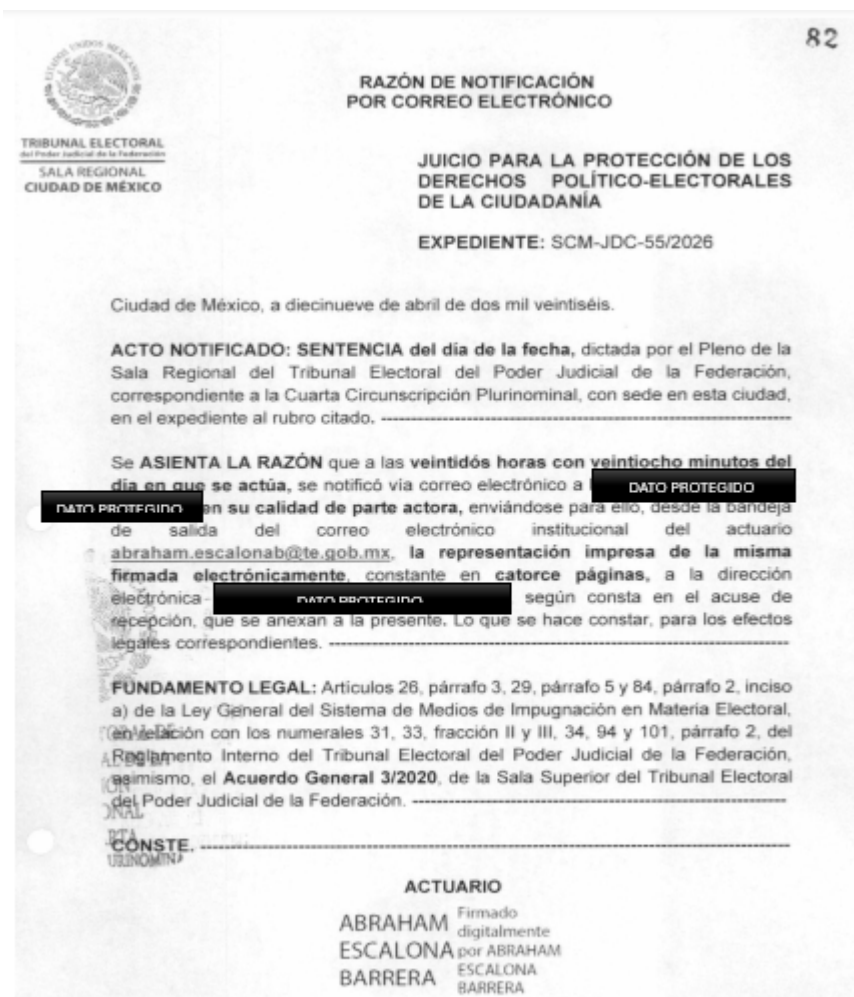 82
ESTADOS UNIDOS MEXICANOS
TRIBUNAL ELECTORAL
del Poder Judicial de la Federación
SALA REGIONAL
CIUDAD DE MÉXICO
RAZÓN DE NOTIFICACIÓN
POR CORREO ELECTRÓNICO
JUICIO PARA LA PROTECCIÓN DE LOS
DERECHOS POLÍTICO-ELECTORALES
DE LA CIUDADANÍA
EXPEDIENTE: SCM-JDC-55/2026
Ciudad de México, a diecinueve de abril de dos mil veintiséis.
ACTO NOTIFICADO: SENTENCIA del día de la fecha, dictada por el Pleno de la
Sala Regional del Tribunal Electoral del Poder Judicial de la Federación,
correspondiente a la Cuarta Circunscripción Plurinominal, con sede en esta ciudad,
en el expediente al rubro citado. ---
Se ASIENTA LA RAZÓN que a las veintidós horas con veintiocho minutos del
día en que se actúa, se notificó vía correo electrónico a DATO PROTEGIDO
DATO PROTEGIDO en su calidad de parte actora, enviándose para ello, desde la bandeja
de salida del correo electrónico institucional del actuario
abraham.escalonab@te.gob.mx, la representación impresa de la misma
firmada electrónicamente, constante en catorce páginas, a la dirección
electrónica DATO PROTEGIDO según consta en el acuse de
recepción, que se anexan a la presente. Lo que se hace constar, para los efectos
legales correspondientes. ---
FUNDAMENTO LEGAL: Artículos 26, párrafo 3, 29, párrafo 5 y 84, párrafo 2, inciso
a) de la Ley General del Sistema de Medios de Impugnación en Materia Electoral,
en relación con los numerales 31, 33, fracción II y III, 34, 94 y 101, párrafo 2, del
Reglamento Interno del Tribunal Electoral del Poder Judicial de la Federación,
asimismo, el Acuerdo General 3/2020, de la Sala Superior del Tribunal Electoral
del Poder Judicial de la Federación. ---
CONSTE. ---
ACTUARIO
ABRAHAM
ESCALONA
BARRERA
Firmado
digitalmente
por ABRAHAM
ESCALONA
BARRERA